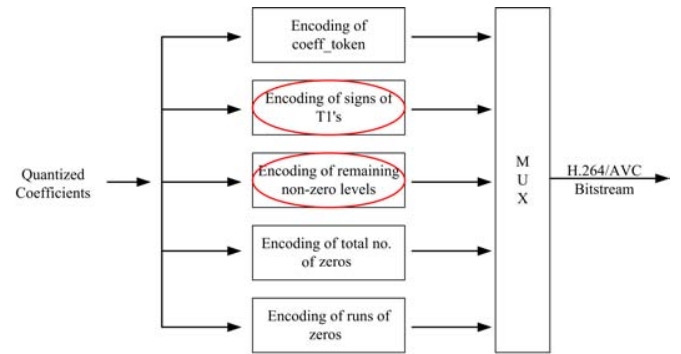 Encoding of
coeff_token
Encoding of signs of
T1's
Quantized
Coefficients
Encoding of remaining
non-zero levels
Encoding of total no.
of zeros
Encoding of runs of
zeros
M
U
X
H.264/AVC
Bitstream